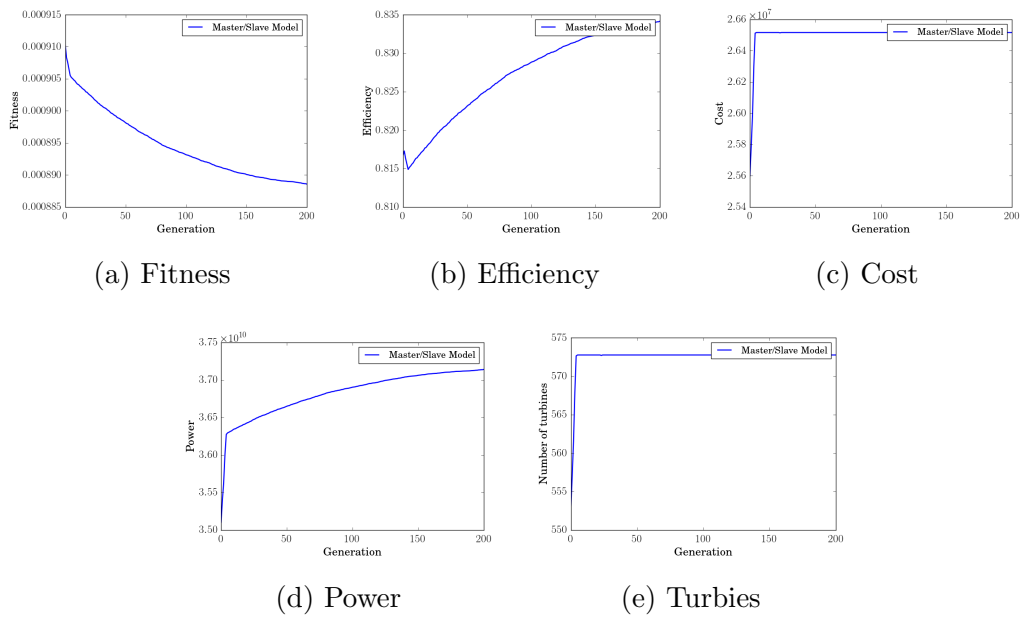 0.000915
0.000910
0.000905
0.000900
0.000895
0.000890
0.000885
0
50
100
150
200
Fitness
Generation
Master/Slave Model
(a) Fitness
0.835
0.830
0.825
0.820
0.815
0.810
0
50
100
150
200
Efficiency
Generation
Master/Slave Model
(b) Efficiency
×10⁷
2.66
2.64
2.62
2.60
2.58
2.56
2.54
0
50
100
150
200
Cost
Generation
Master/Slave Model
(c) Cost
×10¹⁰
3.75
3.70
3.65
3.60
3.55
3.50
0
50
100
150
200
Power
Generation
Master/Slave Model
(d) Power
575
570
565
560
555
550
0
50
100
150
200
Number of turbines
Generation
Master/Slave Model
(e) Turbies